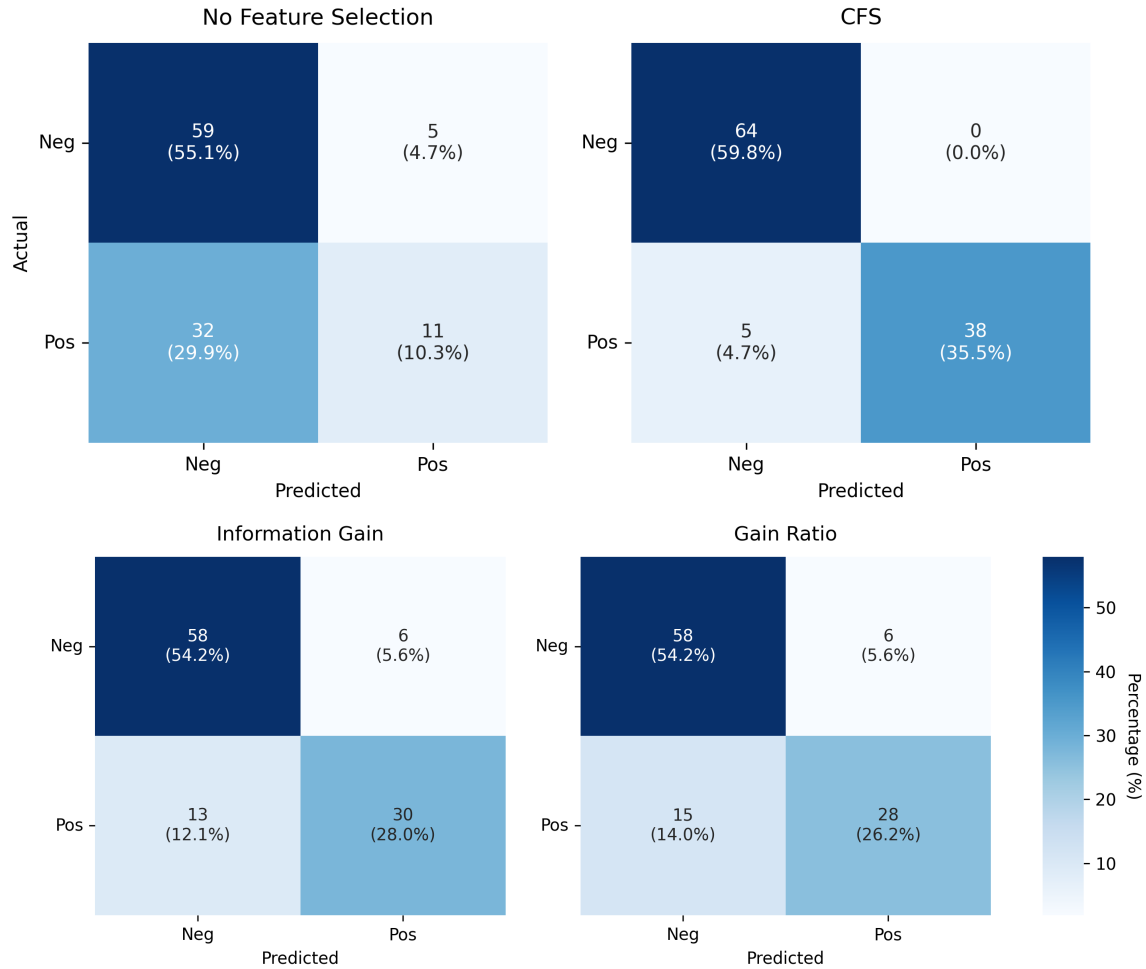 No Feature Selection
CFS
Neg
59
(55.1%)
5
(4.7%)
64
(59.8%)
0
(0.0%)
Neg
Actual
Pos
32
(29.9%)
11
(10.3%)
Pos
5
(4.7%)
38
(35.5%)
Neg
Pos
Predicted
Neg
Pos
Predicted
Information Gain
Gain Ratio
Neg
58
(54.2%)
6
(5.6%)
Neg
58
(54.2%)
6
(5.6%)
Pos
13
(12.1%)
30
(28.0%)
Pos
15
(14.0%)
28
(26.2%)
Neg
Pos
Predicted
Neg
Pos
Predicted
50
40
30
20
10
Percentage (%)